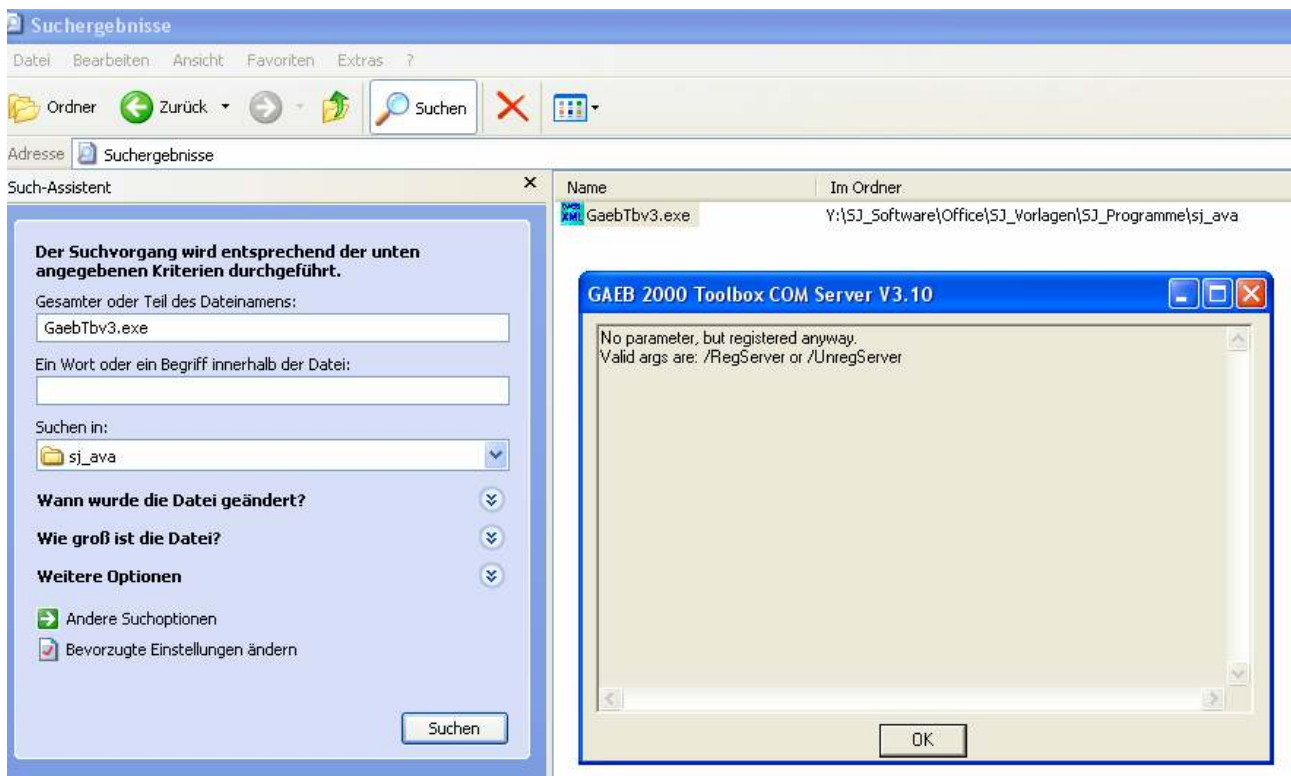 Suchergebnisse
Datei Bearbeiten Ansicht Favoriten Extras ?
Ordner Zurück Suchen
Adresse Suchergebnisse
Such-Assistent
Der Suchvorgang wird entsprechend der unten
angegebenen Kriterien durchgeführt.
Gesamter oder Teil des Dateinamens:
GaebTbv3.exe
Ein Wort oder ein Begriff innerhalb der Datei:
Suchen in:
sj_ava
Wann wurde die Datei geändert?
Wie groß ist die Datei?
Weitere Optionen
Andere Suchoptionen
Bevorzugte Einstellungen ändern
Suchen
Name Im Ordner
XML GaebTbv3.exe Y:\SJ_Software\Office\SJ_Vorlagen\SJ_Programme\sj_ava
GAEB 2000 Toolbox COM Server V3.10
No parameter, but registered anyway.
Valid args are: /RegServer or /UnregServer
OK